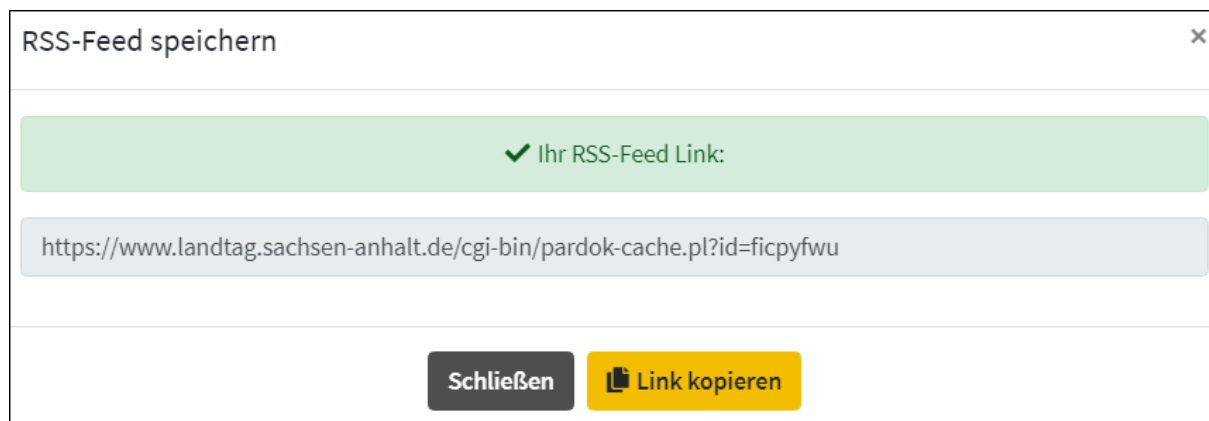 RSS-Feed speichern ×
Ihr RSS-Feed Link:
https://www.landtag.sachsen-anhalt.de/cgi-bin/pardok-cache.pl?id=ficpyfwu
Schließen Link kopieren